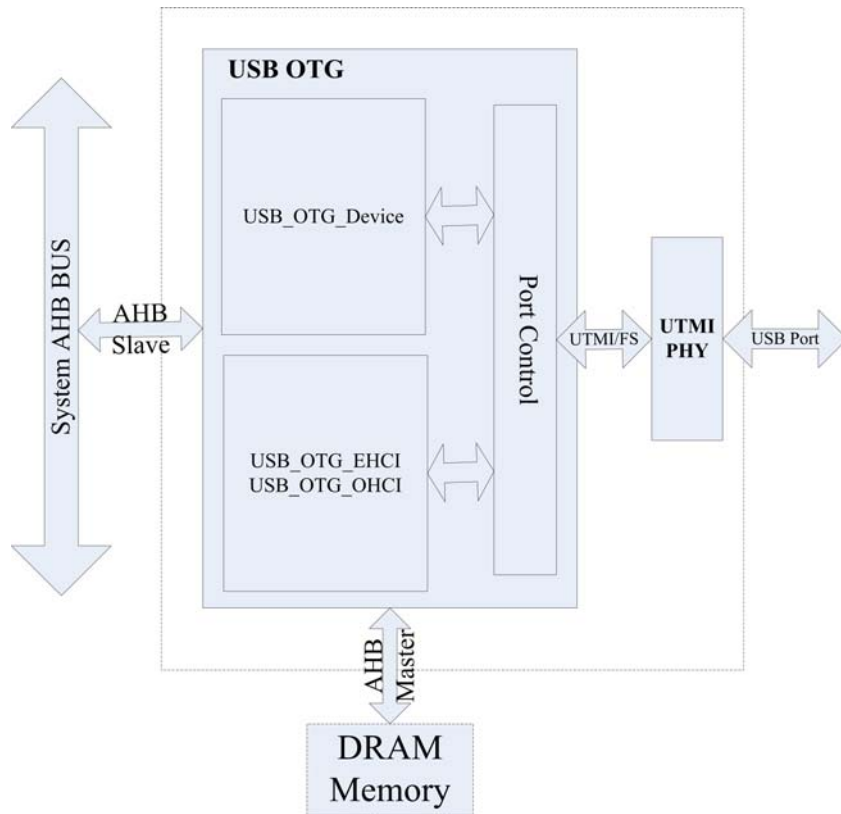 USB OTG
USB_OTG_Device
System AHB BUS
AHB
Slave
Port Control
UTMI/FS
UTMI
PHY
USB Port
USB_OTG_EHCI
USB_OTG_OHCI
AHB
Master
DRAM
Memory